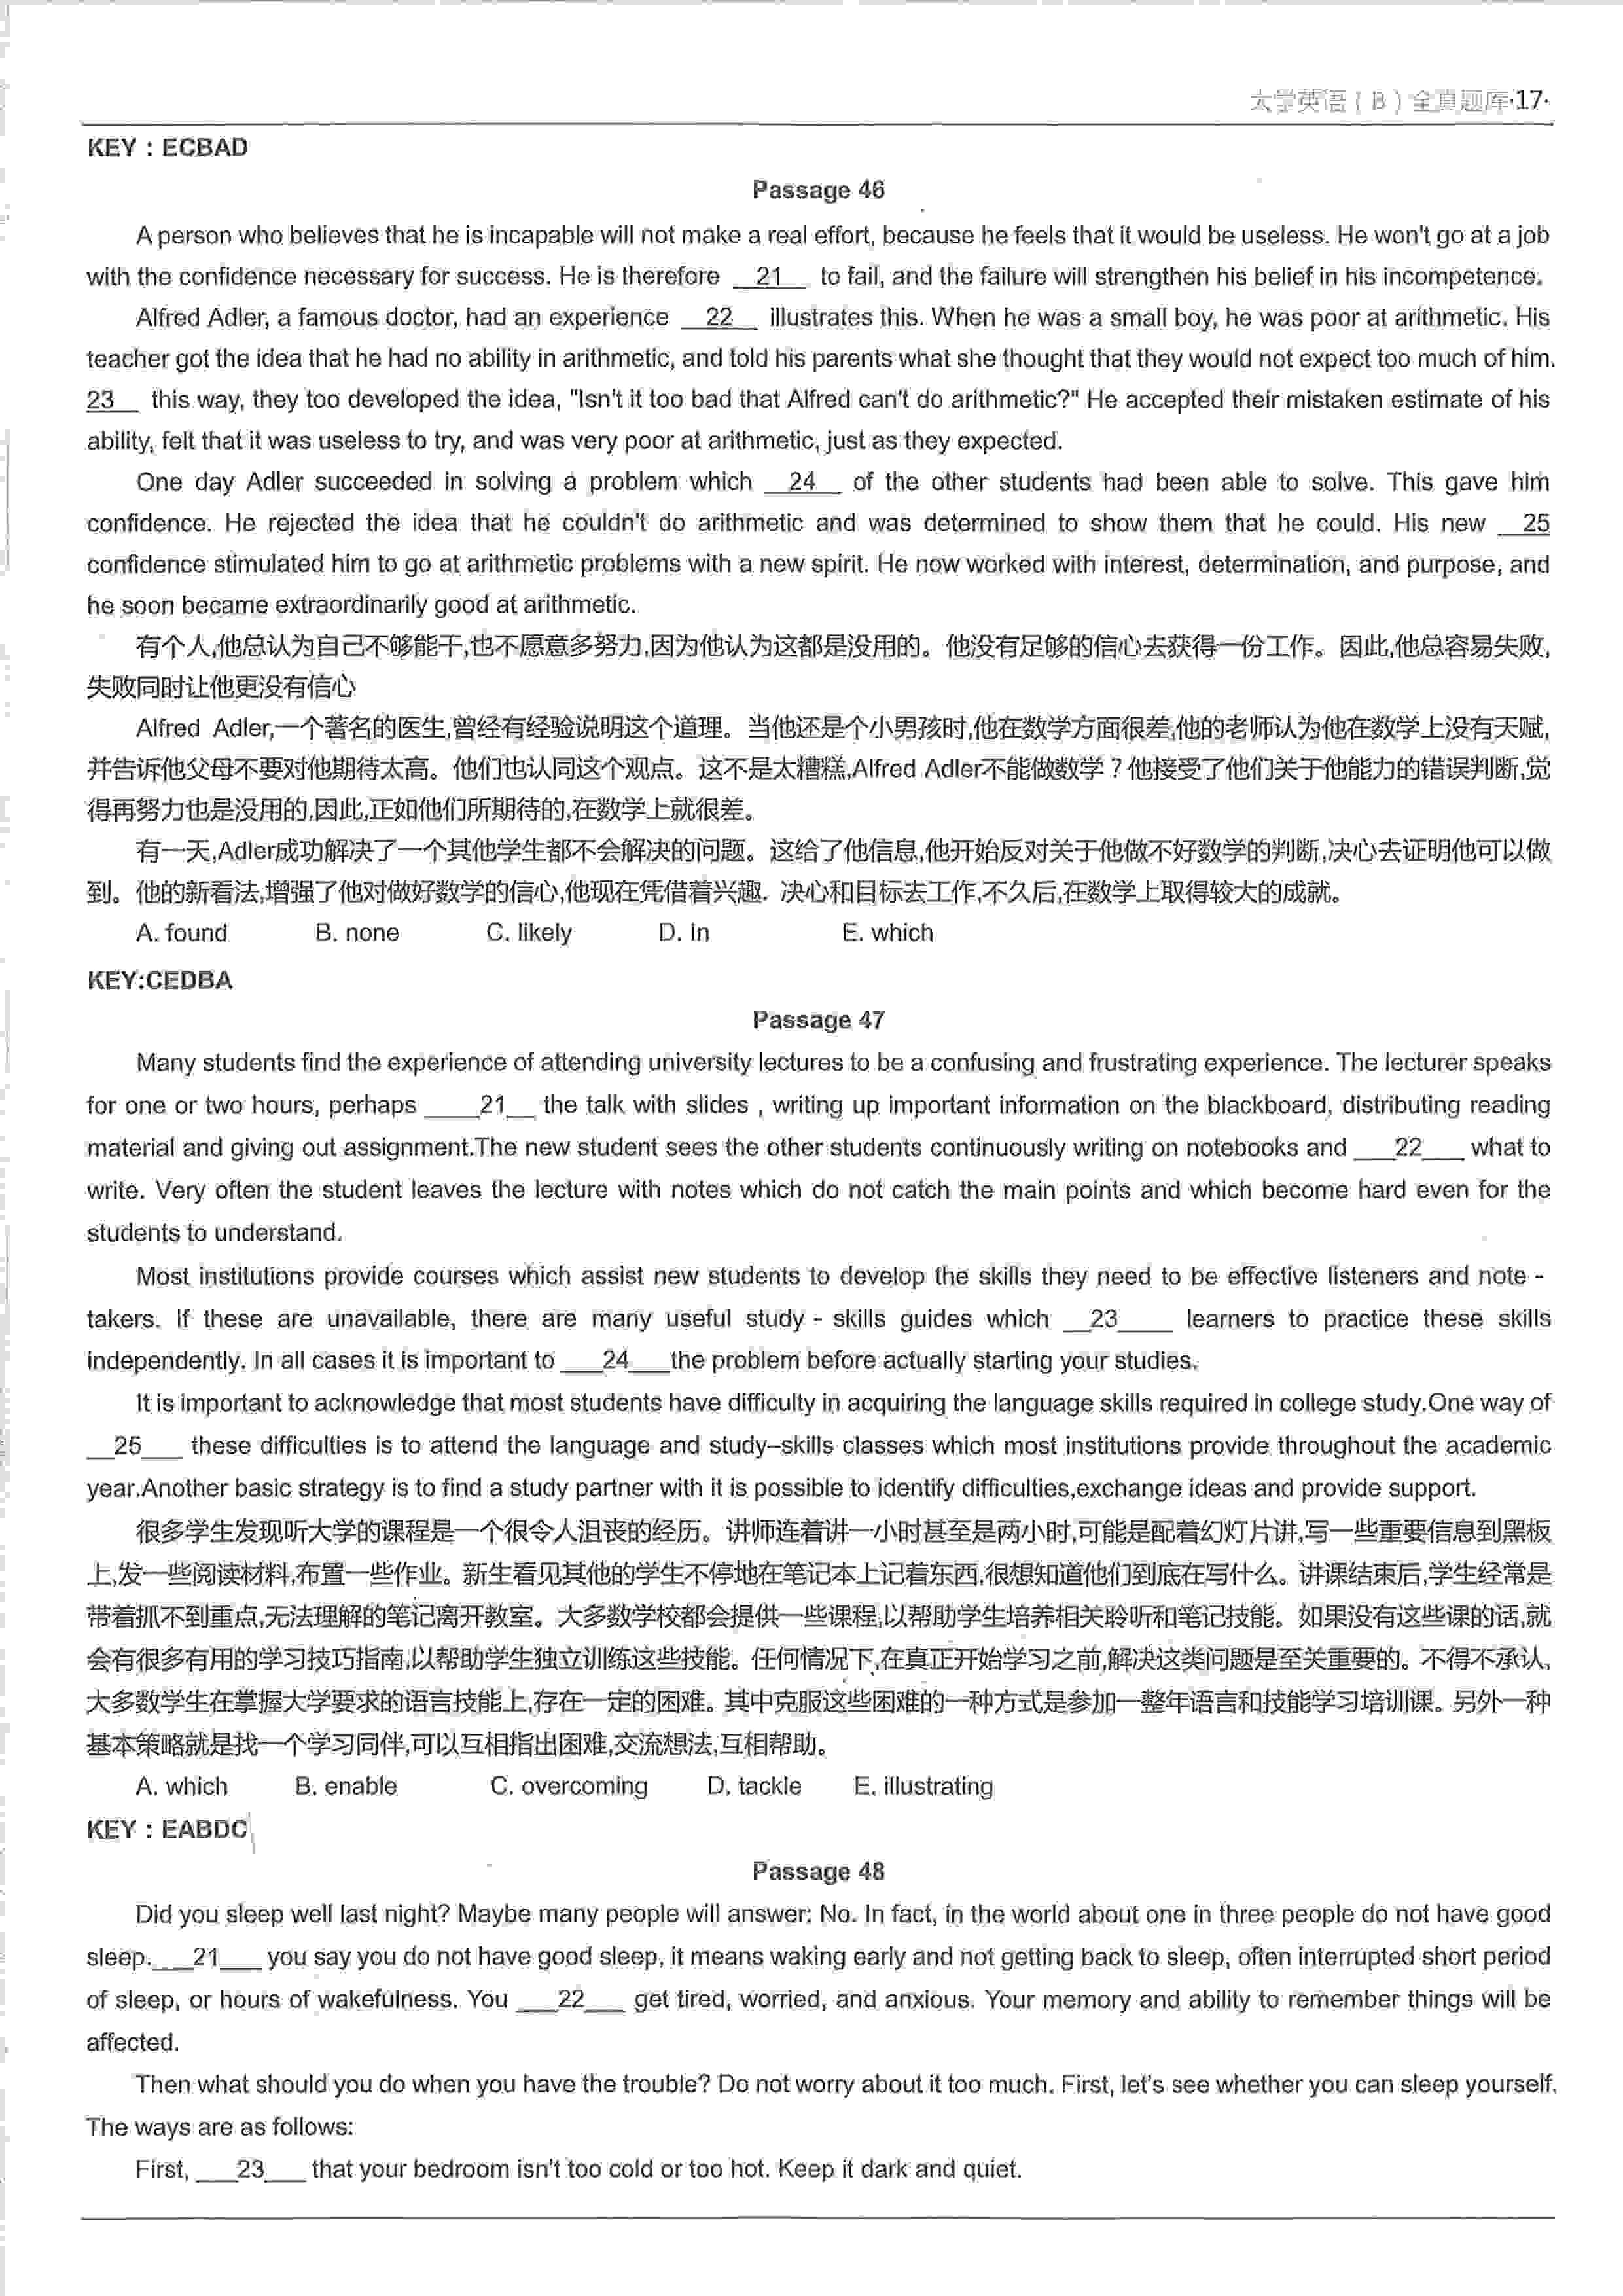 大学英语（B）全真题库·17·
KEY : ECBAD
Passage 46
A person who believes that he is incapable will not make a real effort, because he feels that it would be useless. He won't go at a job
with the confidence necessary for success. He is therefore __21__ to fail, and the failure will strengthen his belief in his incompetence.
Alfred Adler, a famous doctor, had an experience __22__ illustrates this. When he was a small boy, he was poor at arithmetic. His
teacher got the idea that he had no ability in arithmetic, and told his parents what she thought that they would not expect too much of him.
23__ this way, they too developed the idea, "Isn't it too bad that Alfred can't do arithmetic?" He accepted their mistaken estimate of his
ability, felt that it was useless to try, and was very poor at arithmetic, just as they expected.
One day Adler succeeded in solving a problem which __24__ of the other students had been able to solve. This gave him
confidence. He rejected the idea that he couldn't do arithmetic and was determined to show them that he could. His new __25
confidence stimulated him to go at arithmetic problems with a new spirit. He now worked with interest, determination, and purpose, and
he soon became extraordinarily good at arithmetic.
有个人,他总认为自己不够能干,也不愿意多努力,因为他认为这都是没用的。他没有足够的信心去获得一份工作。因此,他总容易失败,
失败同时让他更没有信心
Alfred Adler,一个著名的医生,曾经有经验说明这个道理。当他还是个小男孩时,他在数学方面很差,他的老师认为他在数学上没有天赋,
并告诉他父母不要对他期待太高。他们也认同这个观点。这不是太糟糕,Alfred Adler不能做数学？他接受了他们关于他能力的错误判断,觉
得再努力也是没用的,因此,正如他们所期待的,在数学上就很差。
有一天,Adler成功解决了一个其他学生都不会解决的问题。这给了他信息,他开始反对关于他做不好数学的判断,决心去证明他可以做
到。他的新看法,增强了他对做好数学的信心,他现在凭借着兴趣. 决心和目标去工作,不久后,在数学上取得较大的成就。
A. found B. none C. likely D. in E. which
KEY:CEDBA
Passage 47
Many students find the experience of attending university lectures to be a confusing and frustrating experience. The lecturer speaks
for one or two hours, perhaps ____21__ the talk with slides , writing up important information on the blackboard, distributing reading
material and giving out assignment.The new student sees the other students continuously writing on notebooks and ___22___ what to
write. Very often the student leaves the lecture with notes which do not catch the main points and which become hard even for the
students to understand.
Most institutions provide courses which assist new students to develop the skills they need to be effective listeners and note -
takers. If these are unavailable, there are many useful study - skills guides which __23____ learners to practice these skills
independently. In all cases it is important to ___24___the problem before actually starting your studies.
It is important to acknowledge that most students have difficulty in acquiring the language skills required in college study.One way of
__25___ these difficulties is to attend the language and study–skills classes which most institutions provide throughout the academic
year.Another basic strategy is to find a study partner with it is possible to identify difficulties,exchange ideas and provide support.
很多学生发现听大学的课程是一个很令人沮丧的经历。讲师连着讲一小时甚至是两小时,可能是配着幻灯片讲,写一些重要信息到黑板
上,发一些阅读材料,布置一些作业。新生看见其他的学生不停地在笔记本上记着东西,很想知道他们到底在写什么。讲课结束后,学生经常是
带着抓不到重点,无法理解的笔记离开教室。大多数学校都会提供一些课程,以帮助学生培养相关聆听和笔记技能。如果没有这些课的话,就
会有很多有用的学习技巧指南,以帮助学生独立训练这些技能。任何情况下,在真正开始学习之前,解决这类问题是至关重要的。不得不承认,
大多数学生在掌握大学要求的语言技能上,存在一定的困难。其中克服这些困难的一种方式是参加一整年语言和技能学习培训课。另外一种
基本策略就是找一个学习同伴,可以互相指出困难,交流想法,互相帮助。
A. which B. enable C. overcoming D. tackle E. illustrating
KEY : EABDC
Passage 48
Did you sleep well last night? Maybe many people will answer: No. In fact, in the world about one in three people do not have good
sleep.___21___ you say you do not have good sleep, it means waking early and not getting back to sleep, often interrupted short period
of sleep, or hours of wakefulness. You ___22___ get tired, worried, and anxious. Your memory and ability to remember things will be
affected.
Then what should you do when you have the trouble? Do not worry about it too much. First, let's see whether you can sleep yourself.
The ways are as follows:
First, ___23___ that your bedroom isn't too cold or too hot. Keep it dark and quiet.